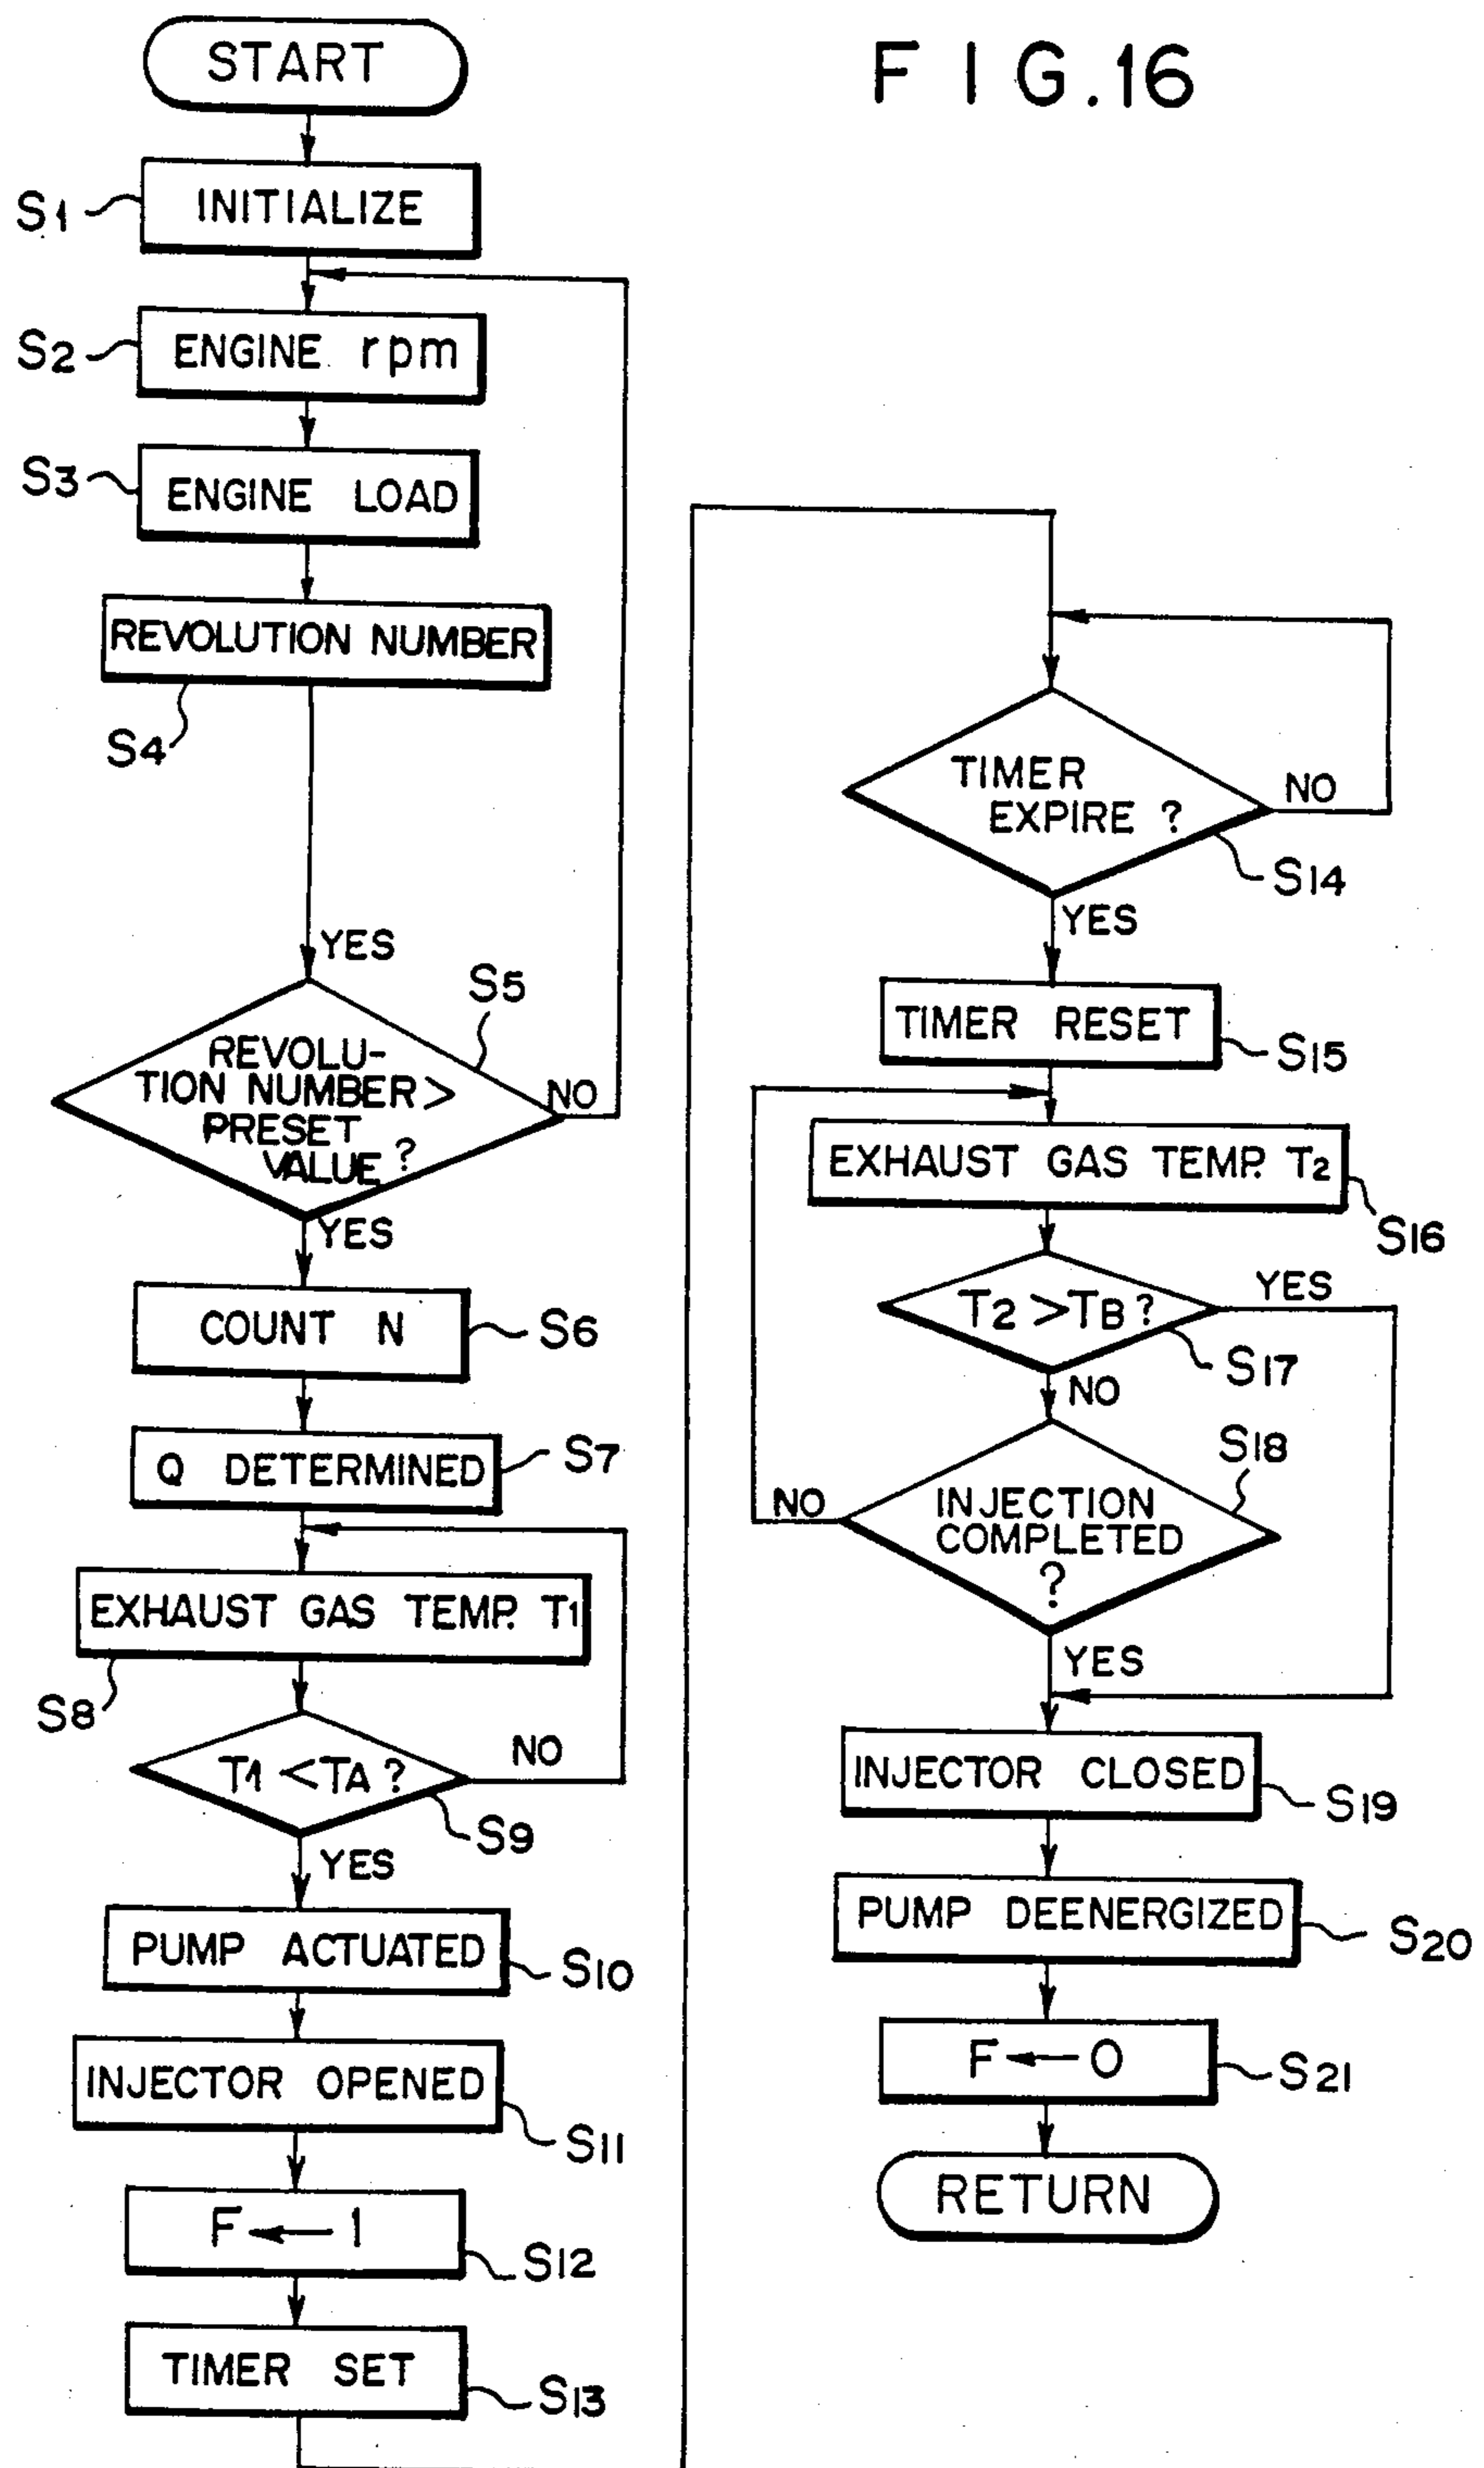 FIG.16
START
S1
INITIALIZE
S2
ENGINE rpm
S3
ENGINE LOAD
REVOLUTION NUMBER
S4
YES
S5
REVOLU-
TION NUMBER >
PRESET
VALUE ?
NO
YES
COUNT N
S6
Q DETERMINED
S7
EXHAUST GAS TEMP. T1
S8
T1 < TA ?
NO
S9
YES
PUMP ACTUATED
S10
INJECTOR OPENED
S11
F ← 1
S12
TIMER SET
S13
TIMER
EXPIRE ?
NO
S14
YES
TIMER RESET
S15
EXHAUST GAS TEMP. T2
S16
T2 > TB ?
YES
S17
NO
S18
INJECTION
COMPLETED
?
NO
YES
INJECTOR CLOSED
S19
PUMP DEENERGIZED
S20
F ← 0
S21
RETURN